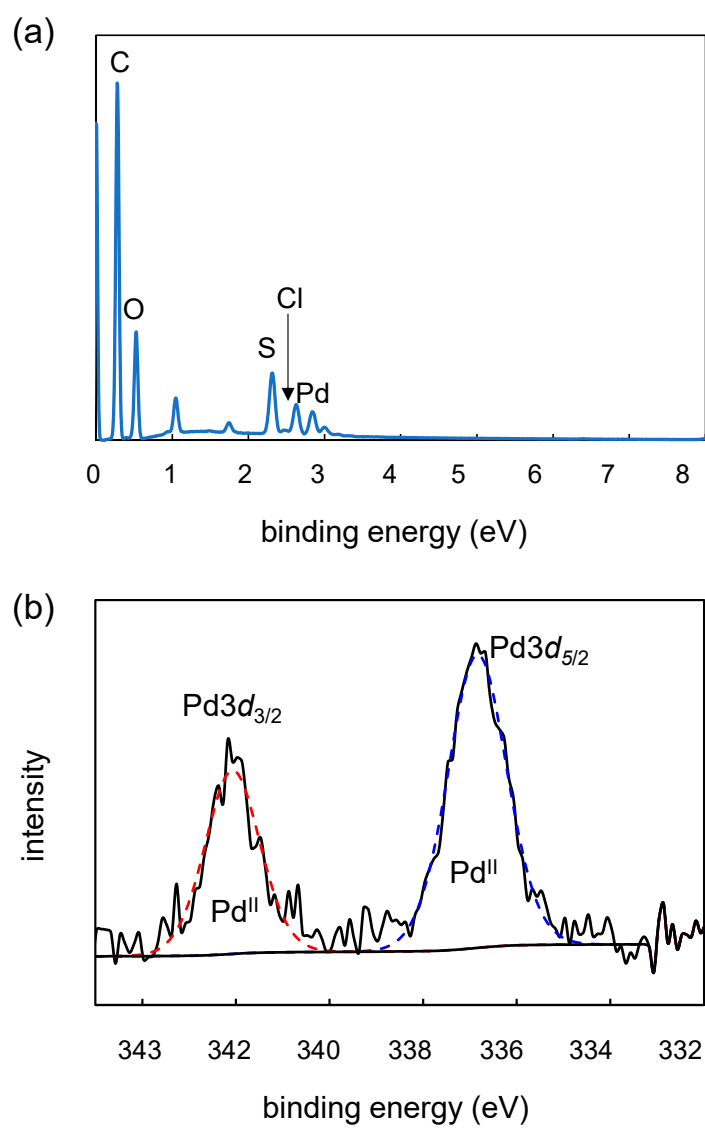 (a)
C
O
Cl
S
Pd
0 1 2 3 4 5 6 7 8
binding energy (eV)
(b)
Pd3d5/2
Pd3d3/2
intensity
PdII
PdII
343 342 340 338 336 334 332
binding energy (eV)